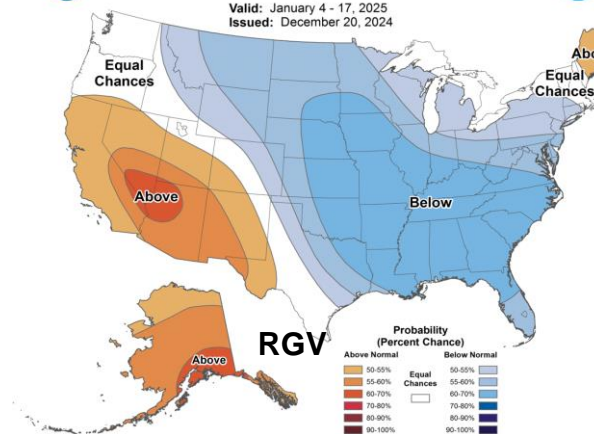 Valid: January 4 - 17, 2025
Issued: December 20, 2024
Equal
Chances
Equal
Chances
Above
Below
Above
RGV
Probability
(Percent Chance)
Above Normal
Below Normal
Equal
Chances
50-55%
55-60%
60-70%
70-80%
80-90%
90-100%
50-55%
55-60%
60-70%
70-80%
80-90%
90-100%